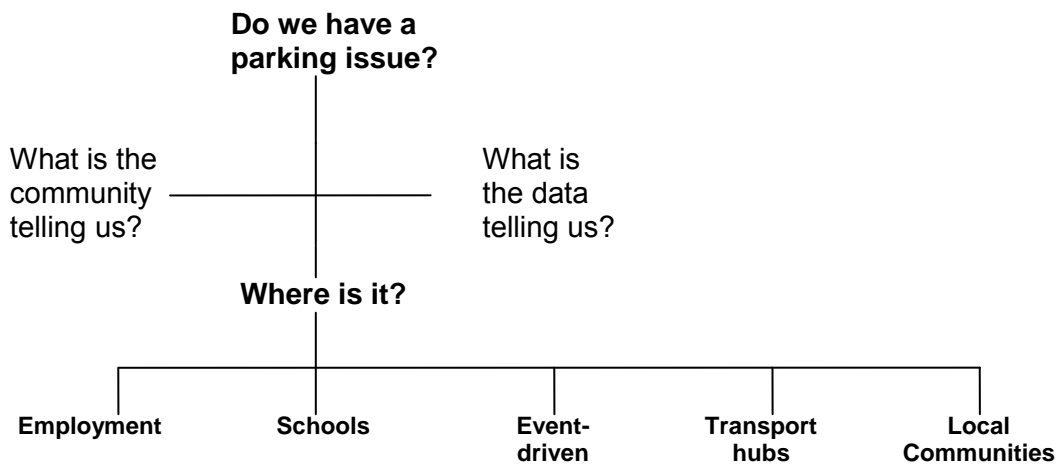 Do we have a
parking issue?
What is the
community
telling us?
What is
the data
telling us?
Where is it?
Employment
Schools
Event-
driven
Transport
hubs
Local
Communities